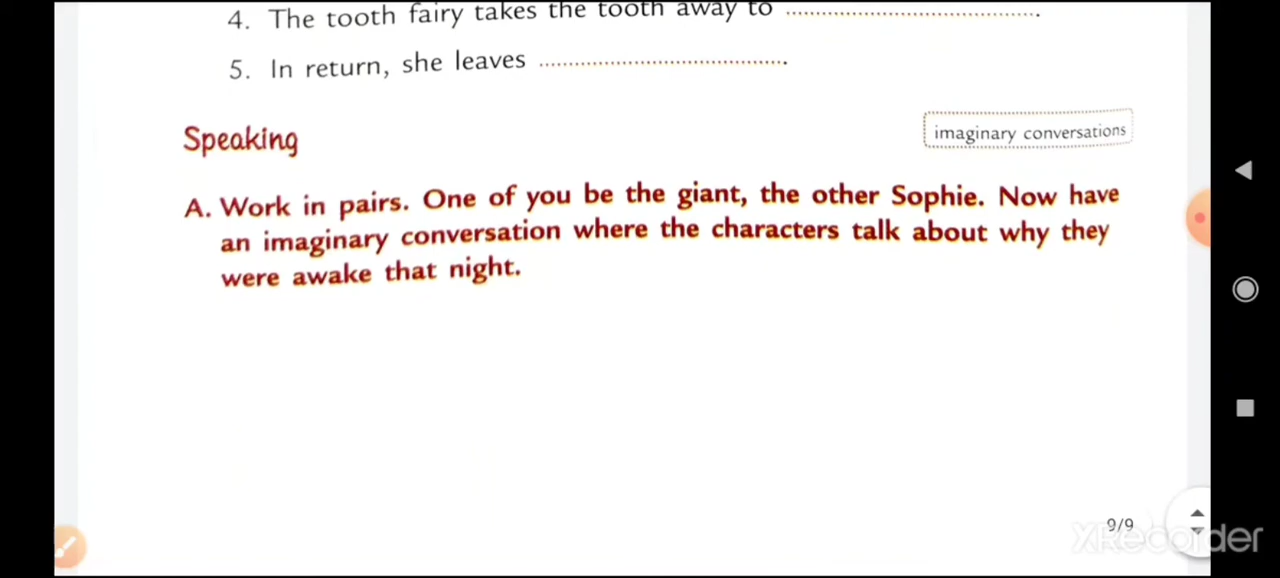 4. The tooth fairy takes the tooth away to ........................................
5. In return, she leaves ........................................
Speaking
imaginary conversations
A. Work in pairs. One of you be the giant, the other Sophie. Now have
an imaginary conversation where the characters talk about why they
were awake that night.
9/9
XRecorder